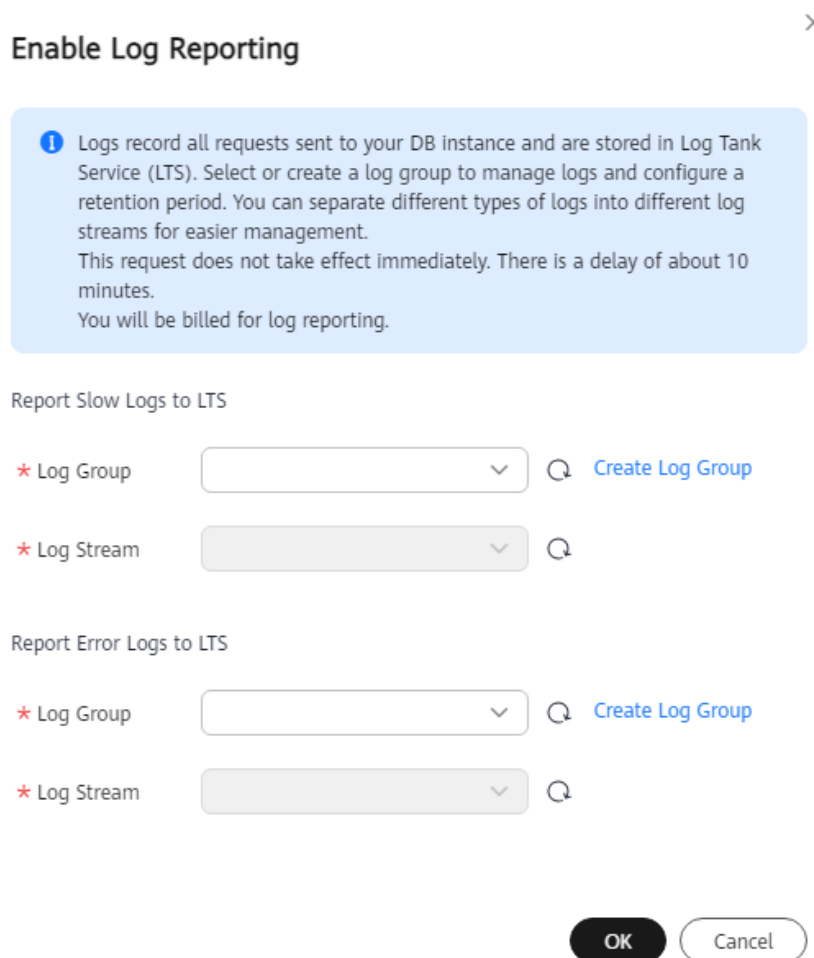 Enable Log Reporting
Logs record all requests sent to your DB instance and are stored in Log Tank
Service (LTS). Select or create a log group to manage logs and configure a
retention period. You can separate different types of logs into different log
streams for easier management.
This request does not take effect immediately. There is a delay of about 10
minutes.
You will be billed for log reporting.
Report Slow Logs to LTS
* Log Group Create Log Group
* Log Stream
Report Error Logs to LTS
* Log Group Create Log Group
* Log Stream
OK Cancel